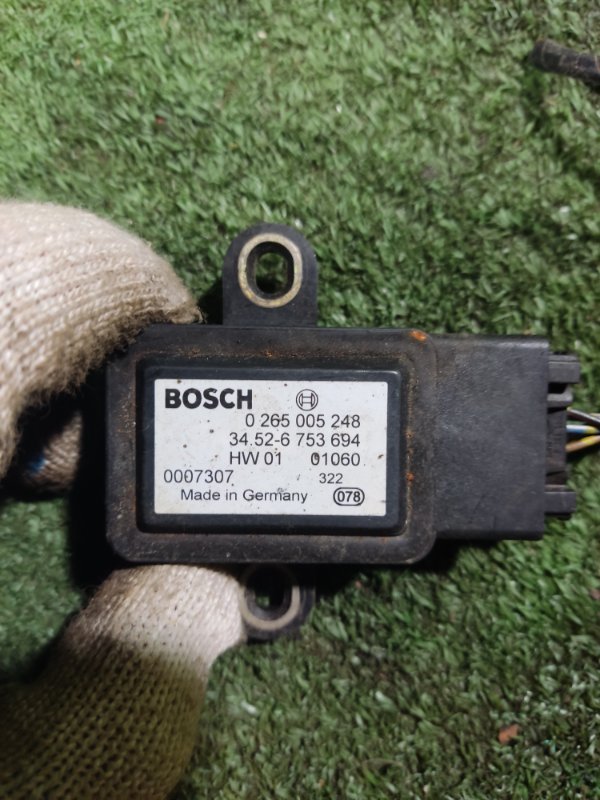 BOSCH
0 265 005 248
34.52-6 753 694
HW 01 01060
0007307 322
Made in Germany 078